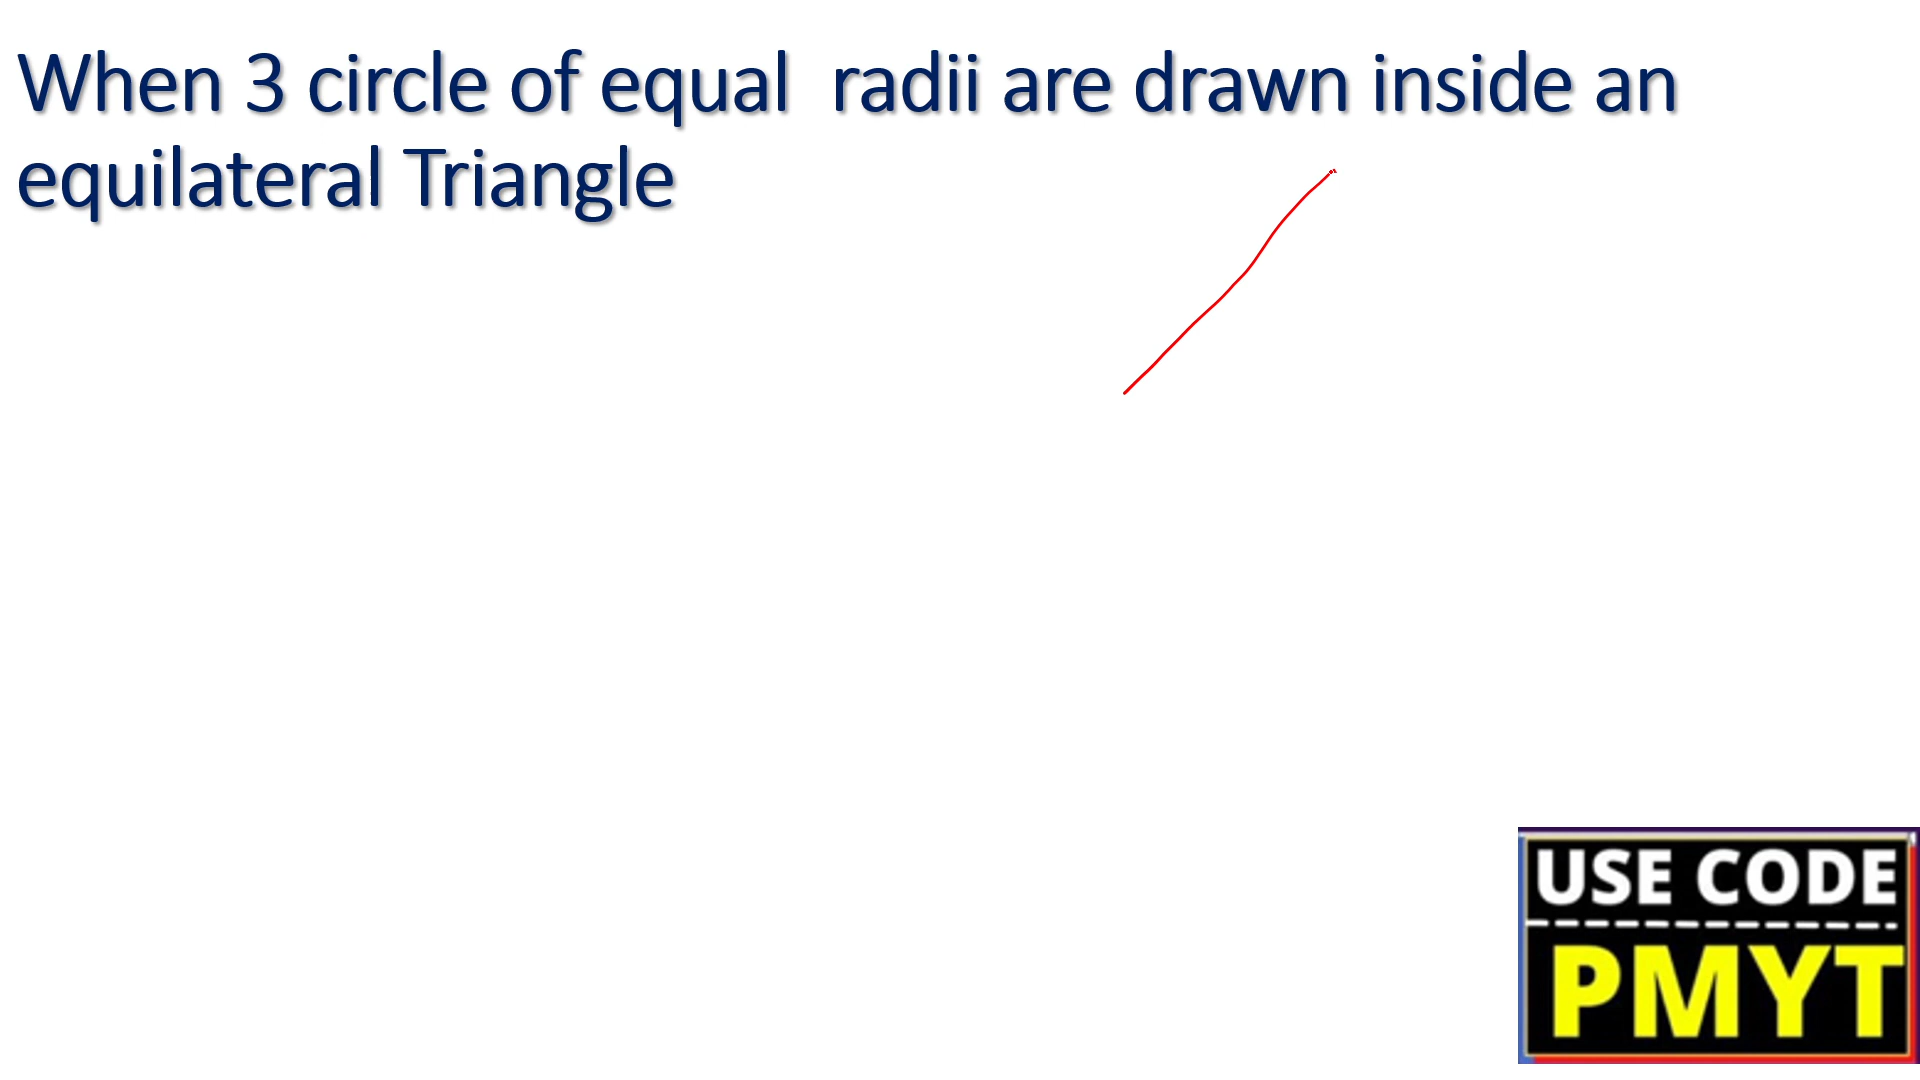 When 3 circle of equal  radii are drawn inside an
equilateral Triangle
USE CODE
PMYT